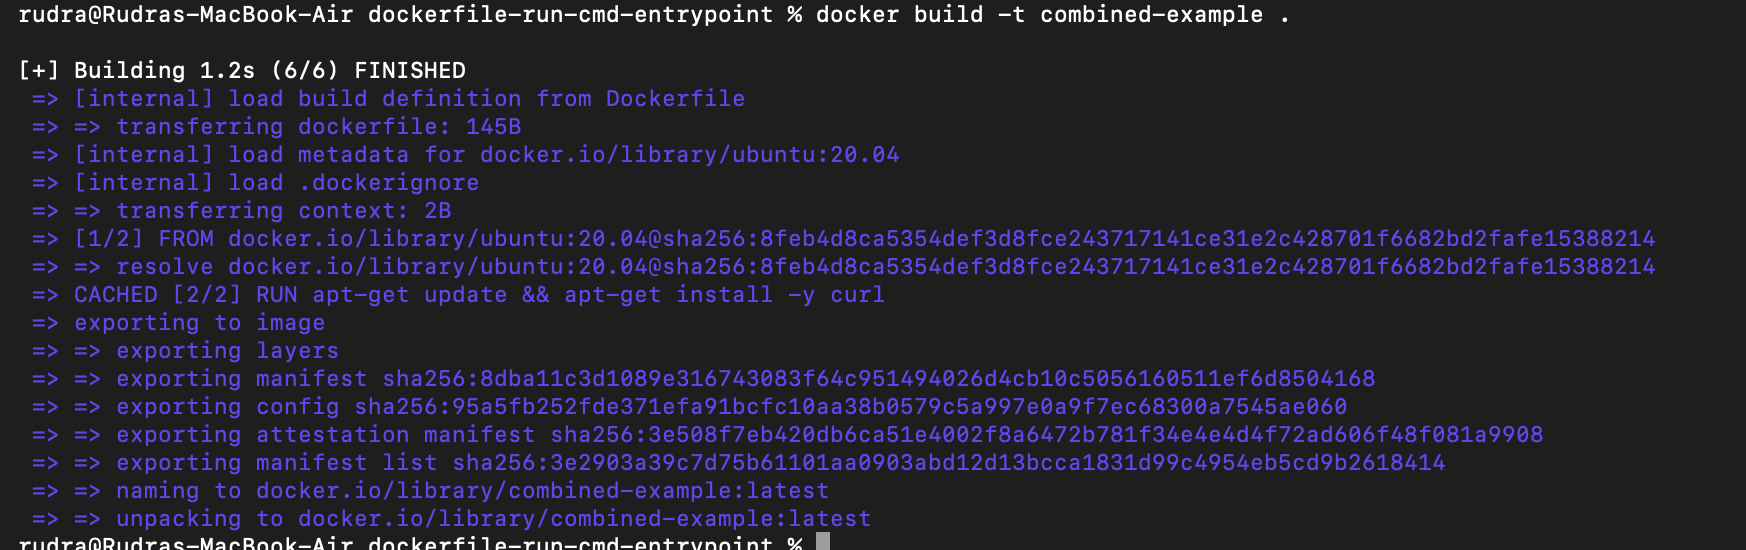 rudra@Rudras-MacBook-Air dockerfile-run-cmd-entrypoint % docker build -t combined-example .
[+] Building 1.2s (6/6) FINISHED
=> [internal] load build definition from Dockerfile
=> => transferring dockerfile: 145B
=> [internal] load metadata for docker.io/library/ubuntu:20.04
=> [internal] load .dockerignore
=> => transferring context: 2B
=> [1/2] FROM docker.io/library/ubuntu:20.04@sha256:8feb4d8ca5354def3d8fce243717141ce31e2c428701f6682bd2fafe15388214
=> => resolve docker.io/library/ubuntu:20.04@sha256:8feb4d8ca5354def3d8fce243717141ce31e2c428701f6682bd2fafe15388214
=> CACHED [2/2] RUN apt-get update && apt-get install -y curl
=> exporting to image
=> => exporting layers
=> => exporting manifest sha256:8dba11c3d1089e316743083f64c951494026d4cb10c5056160511ef6d8504168
=> => exporting config sha256:95a5fb252fde371efa91bcfc10aa38b0579c5a997e0a9f7ec68300a7545ae060
=> => exporting attestation manifest sha256:3e508f7eb420db6ca51e4002f8a6472b781f34e4e4d4f72ad606f48f081a9908
=> => exporting manifest list sha256:3e2903a39c7d75b61101aa0903abd12d13bcca1831d99c4954eb5cd9b2618414
=> => naming to docker.io/library/combined-example:latest
=> => unpacking to docker.io/library/combined-example:latest
rudra@Rudras-MacBook-Air dockerfile-run-cmd-entrypoint %